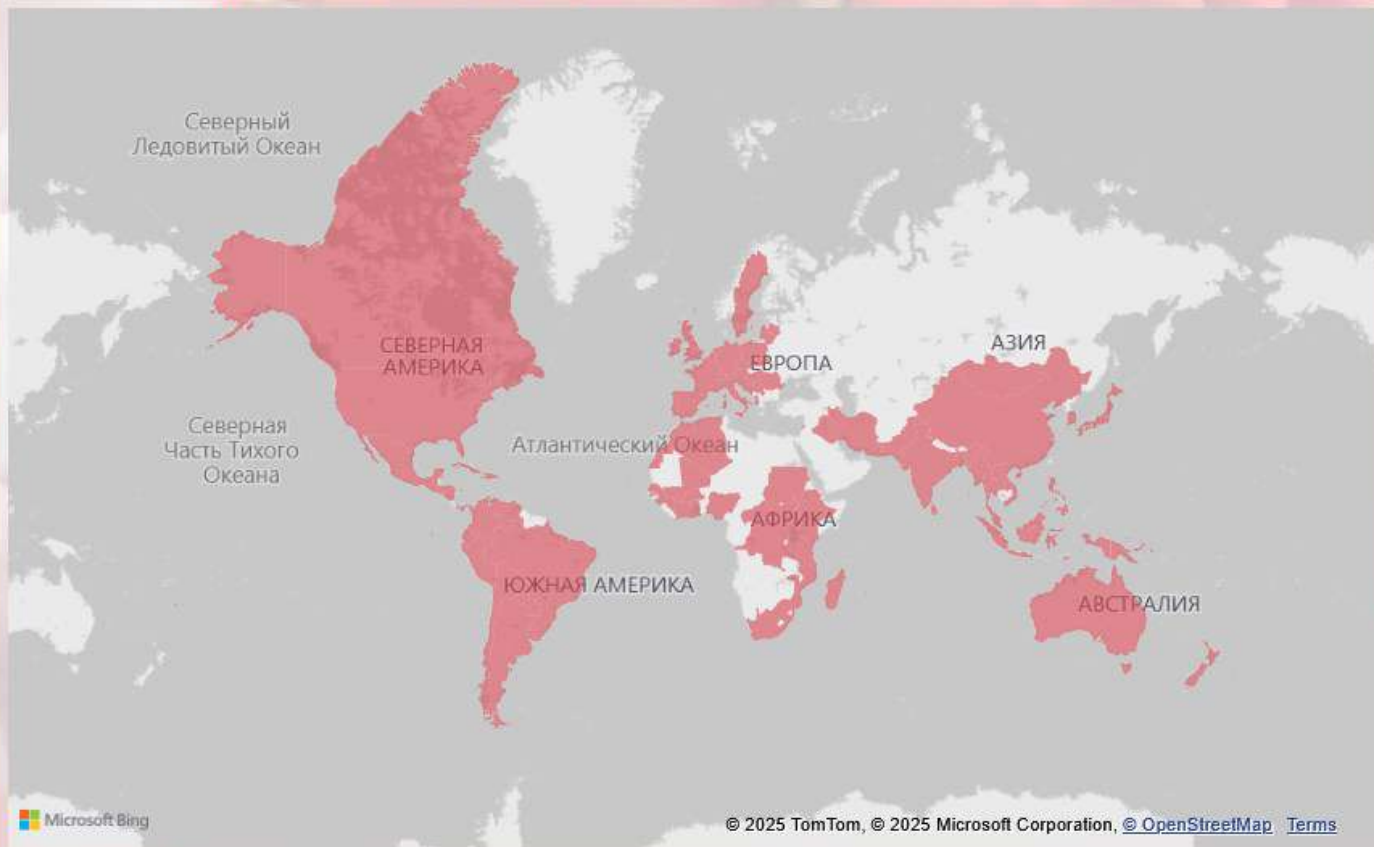 Северный
Ледовитый Океан
СЕВЕРНАЯ
АМЕРИКА
АЗИЯ
ЕВРОПА
Северная
Часть Тихого
Океана
Атлантический Океан
АФРИКА
ЮЖНАЯ АМЕРИКА
АВСТРАЛИЯ
Microsoft Bing
© 2025 TomTom, © 2025 Microsoft Corporation, © OpenStreetMap Terms